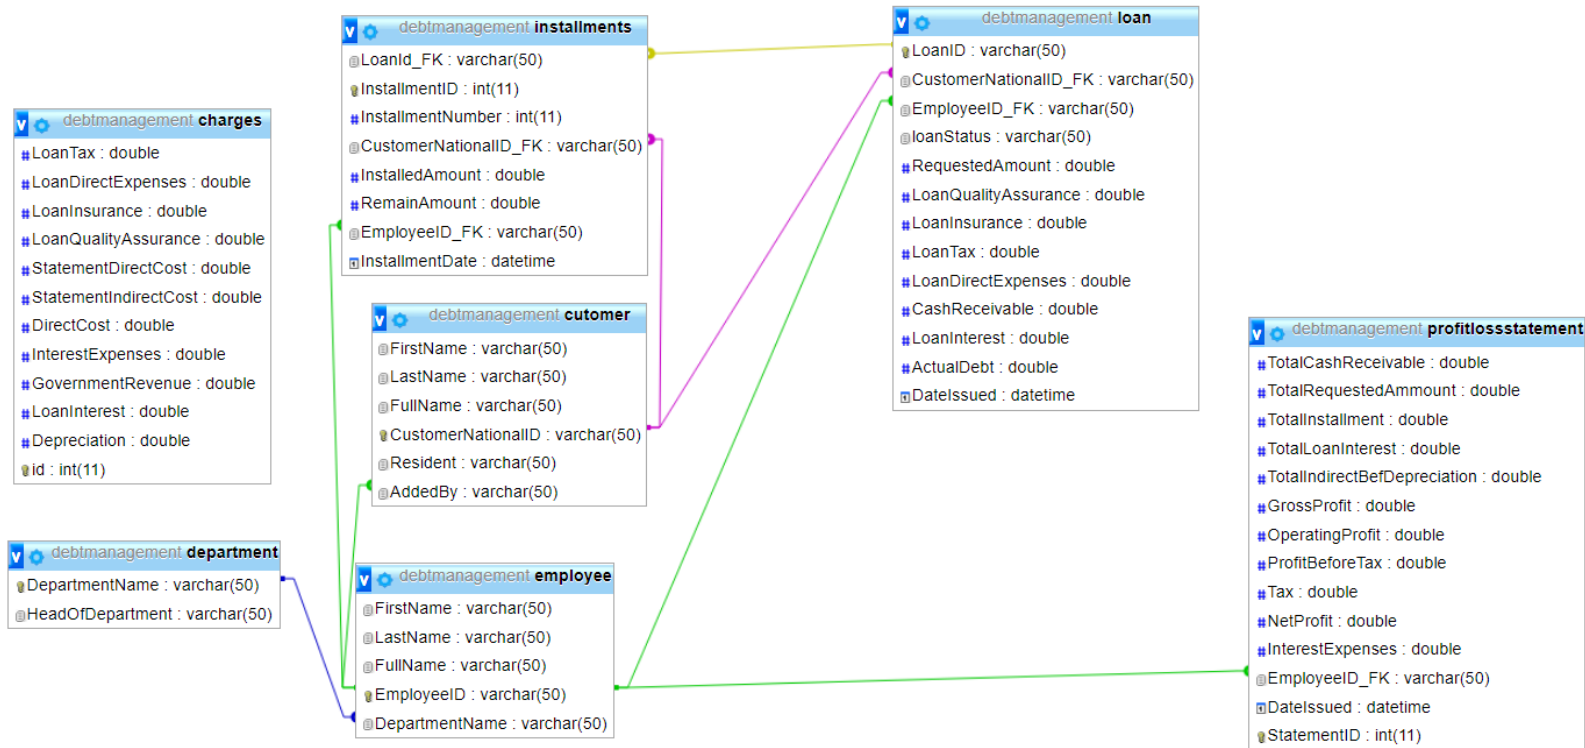 debtmanagement charges
LoanTax : double
LoanDirectExpenses : double
LoanInsurance : double
LoanQualityAssurance : double
StatementDirectCost : double
StatementIndirectCost : double
DirectCost : double
InterestExpenses : double
GovernmentRevenue : double
LoanInterest : double
Depreciation : double
id : int(11)
debtmanagement department
DepartmentName : varchar(50)
HeadOfDepartment : varchar(50)
debtmanagement installments
LoanId_FK : varchar(50)
InstallmentID : int(11)
InstallmentNumber : int(11)
CustomerNationalID_FK : varchar(50)
InstalledAmount : double
RemainAmount : double
EmployeeID_FK : varchar(50)
InstallmentDate : datetime
debtmanagement cutomer
FirstName : varchar(50)
LastName : varchar(50)
FullName : varchar(50)
CustomerNationalID : varchar(50)
Resident : varchar(50)
AddedBy : varchar(50)
debtmanagement employee
FirstName : varchar(50)
LastName : varchar(50)
FullName : varchar(50)
EmployeeID : varchar(50)
DepartmentName : varchar(50)
debtmanagement loan
LoanID : varchar(50)
CustomerNationalID_FK : varchar(50)
EmployeeID_FK : varchar(50)
loanStatus : varchar(50)
RequestedAmount : double
LoanQualityAssurance : double
LoanInsurance : double
LoanTax : double
LoanDirectExpenses : double
CashReceivable : double
LoanInterest : double
ActualDebt : double
DateIssued : datetime
debtmanagement profitlossstatement
TotalCashReceivable : double
TotalRequestedAmmount : double
TotalInstallment : double
TotalLoanInterest : double
TotalIndirectBefDepreciation : double
GrossProfit : double
OperatingProfit : double
ProfitBeforeTax : double
Tax : double
NetProfit : double
InterestExpenses : double
EmployeeID_FK : varchar(50)
DateIssued : datetime
StatementID : int(11)